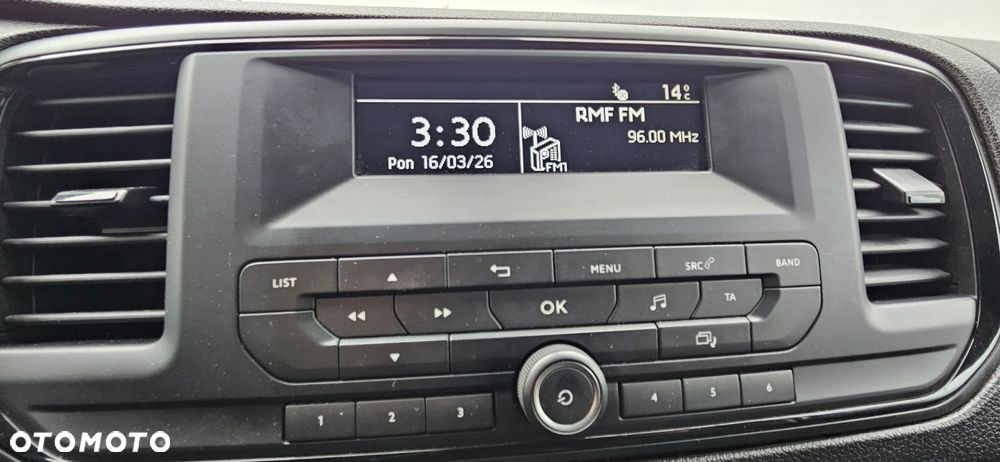 14°C
3:30
RMF FM
96.00 MHz
Pon 16/03/26
FM1
LIST
MENU
SRC
BAND
OK
TA
1
2
3
4
5
6
OTOMOTO